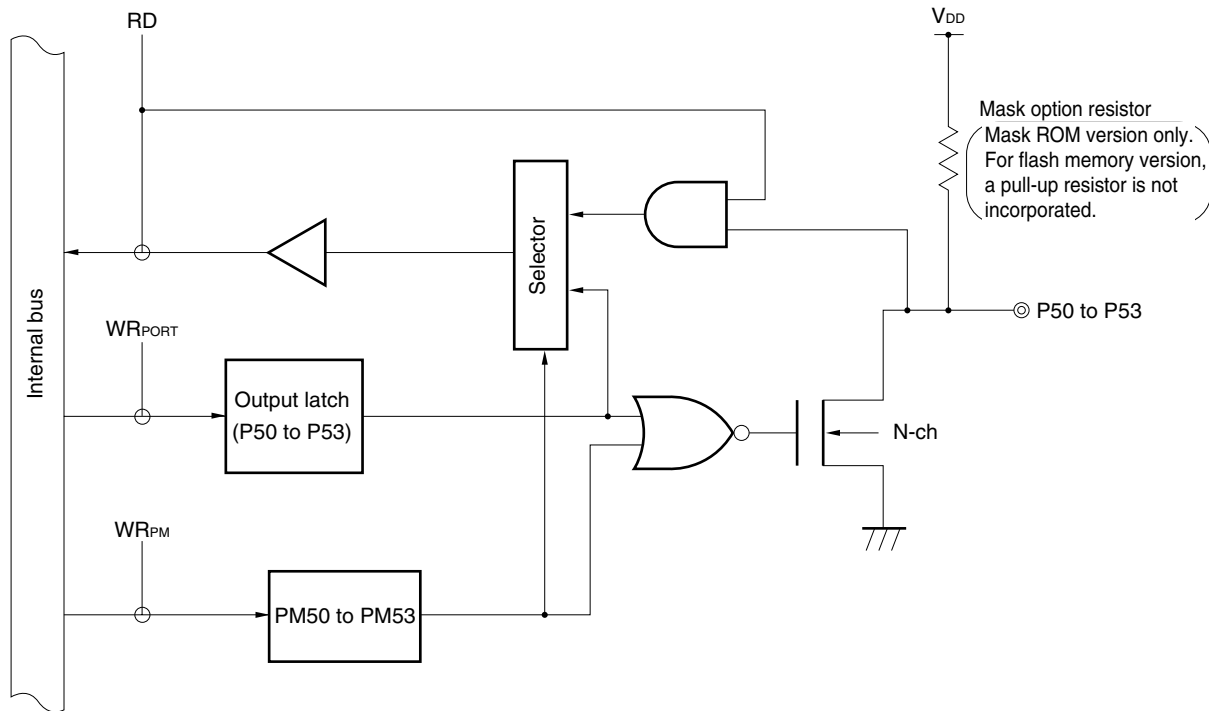 RD
VDD
Mask option resistor
Mask ROM version only.
For flash memory version,
a pull-up resistor is not
incorporated.
Selector
Internal bus
P50 to P53
WRPORT
Output latch
(P50 to P53)
N-ch
WRPM
PM50 to PM53